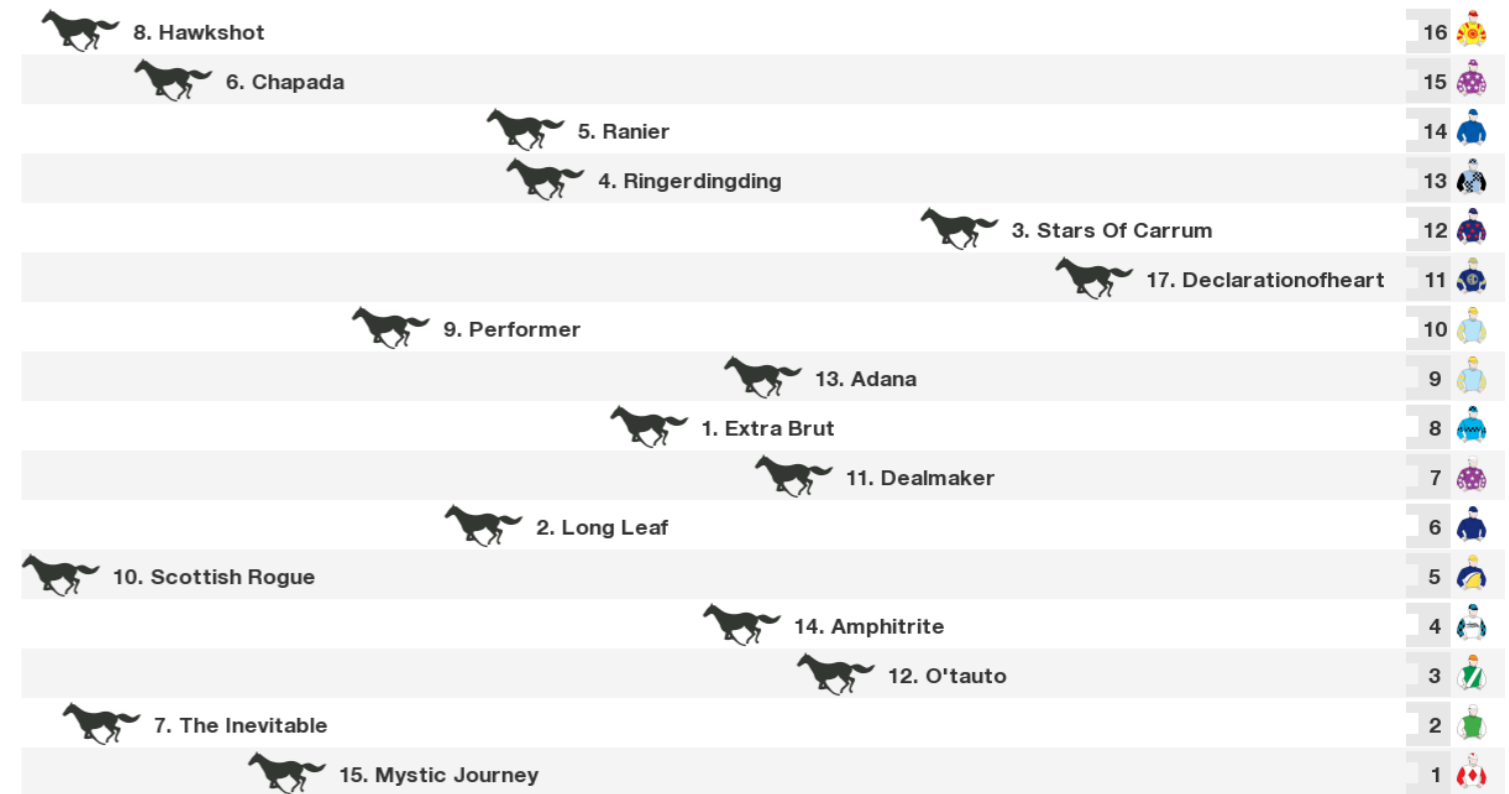 8. Hawkshot 16
6. Chapada 15
5. Ranier 14
4. Ringerdingding 13
3. Stars Of Carrum 12
17. Declarationofheart 11
9. Performer 10
13. Adana 9
1. Extra Brut 8
11. Dealmaker 7
2. Long Leaf 6
10. Scottish Rogue 5
14. Amphitrite 4
12. O'tauto 3
7. The Inevitable 2
15. Mystic Journey 1